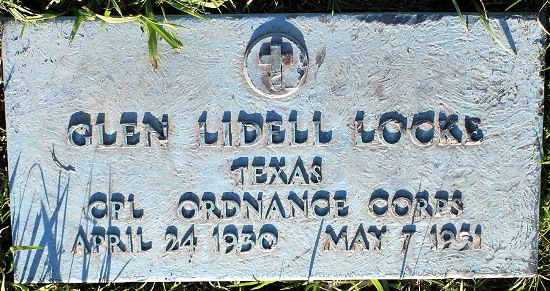 GLEN LIDELL LOCKE
TEXAS
CPL ORDNANCE CORPS
APRIL 24 1930 MAY 7 1951